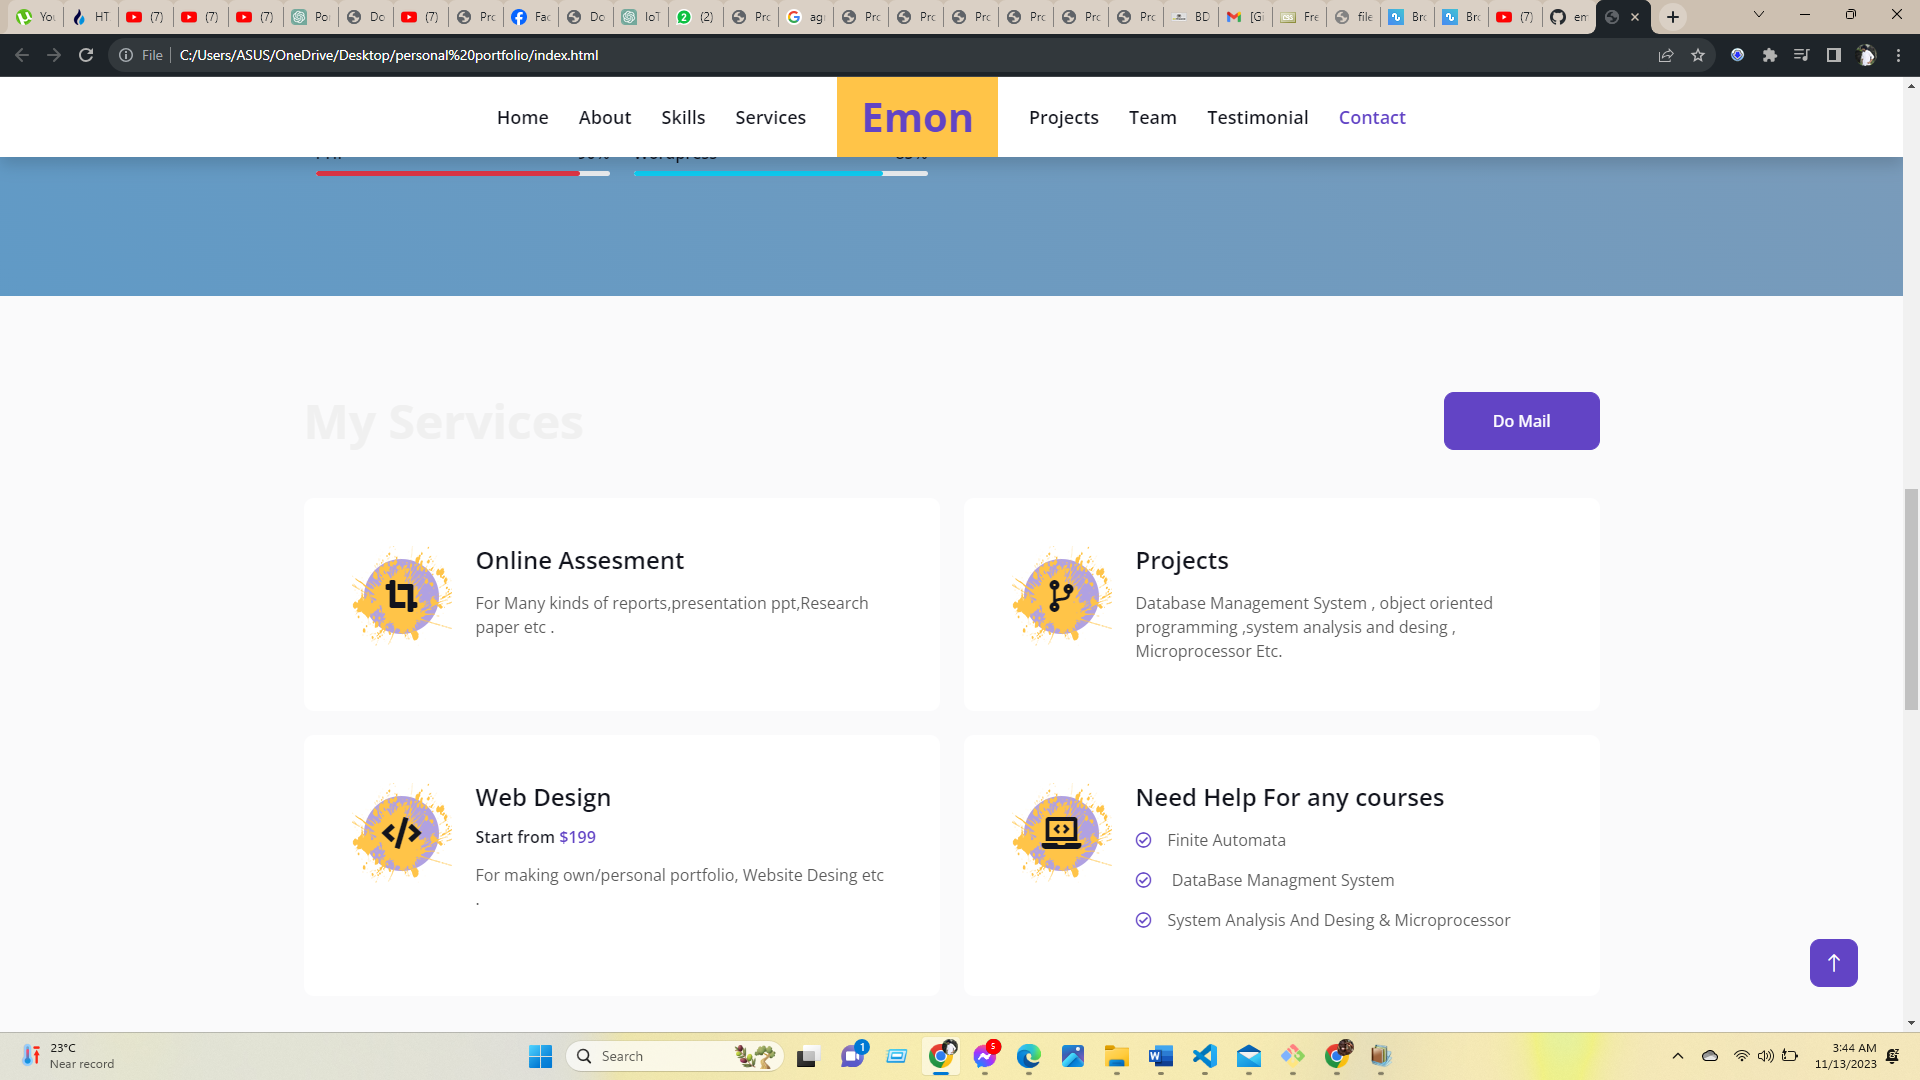 You
HT
(7)
(7)
(7)
Po
Do
(7)
Pro
Fac
Do
IoT
(2)
Pro
Pro
Pro
Pro
Pro
Pro
Pro
BD
[Gi
Fre
file
Bro
Bro
(7)
em
File
C:/Users/ASUS/OneDrive/Desktop/personal%20portfolio/index.html
Home About Skills Services Emon Projects Team Testimonial Contact
My Services
Do Mail
Online Assesment
For Many kinds of reports,presentation ppt,Research
paper etc .
Projects
Database Management System , object oriented
programming ,system analysis and desing ,
Microprocessor Etc.
Web Design
Start from $199
For making own/personal portfolio, Website Desing etc
.
Need Help For any courses
Finite Automata
DataBase Managment System
System Analysis And Desing & Microprocessor
23°C
Near record
Search
1
5
3:44 AM
11/13/2023